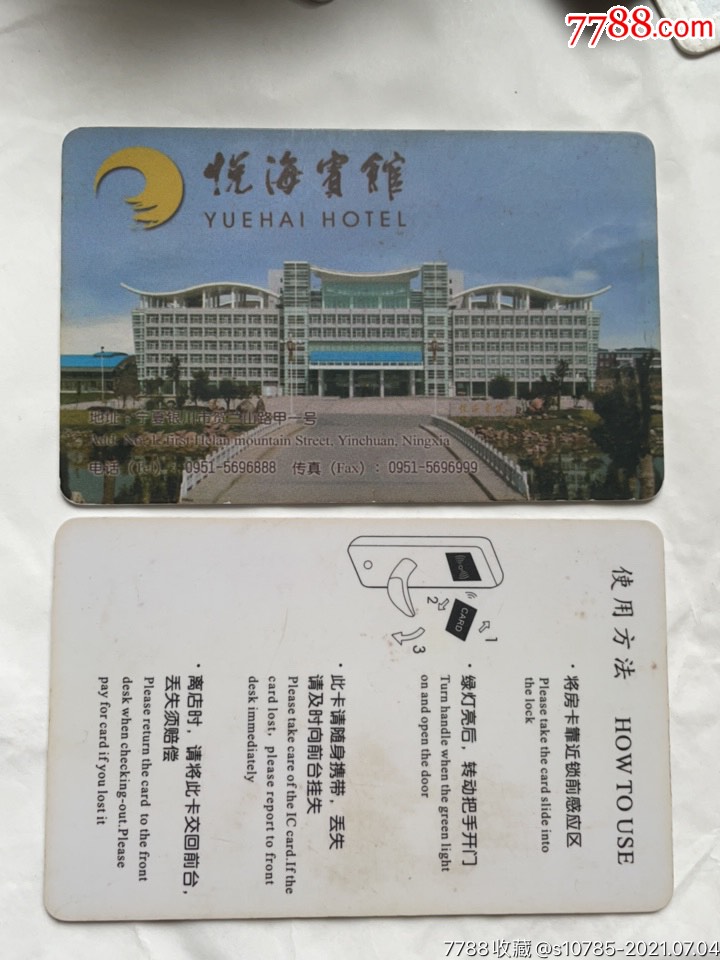 7788.com
悦海賓館
YUEHAI HOTEL
地址：宁夏银川市贺兰山路甲一号
Mountain Street, Yinchuan, Ningxia
电话（Tel）：0951-5696888 传真（Fax）：0951-5696999
使用方法 HOW TO USE
·将房卡靠近锁前感应区
Please take the card slide into
the lock
·绿灯亮后，转动把手开门
Turn handle when the green light
on and open the door
·此卡请随身携带，丢失
请及时向前台挂失
Please take care of the IC card.If the
card lost, please report to front
desk immediately
·离店时，请将此卡交回前台，
丢失须赔偿
Please return the card to the front
desk when checking-out.Please
pay for card if you lost it
CARD
1
2
3
7788收藏@s10785-2021.07.04